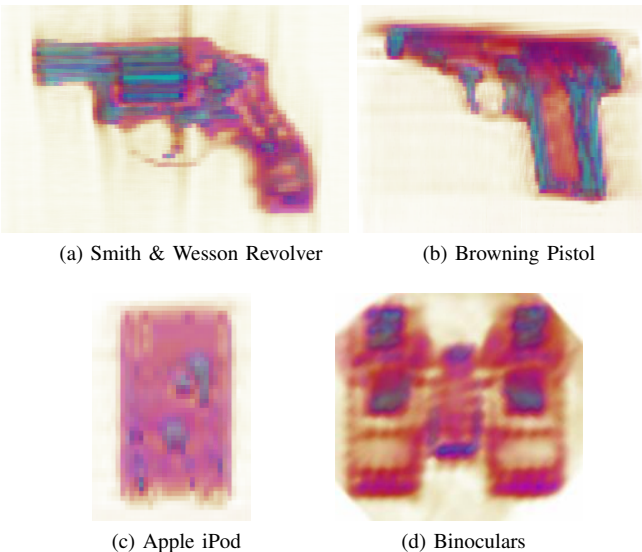 (a) Smith & Wesson Revolver
(b) Browning Pistol
(c) Apple iPod
(d) Binoculars